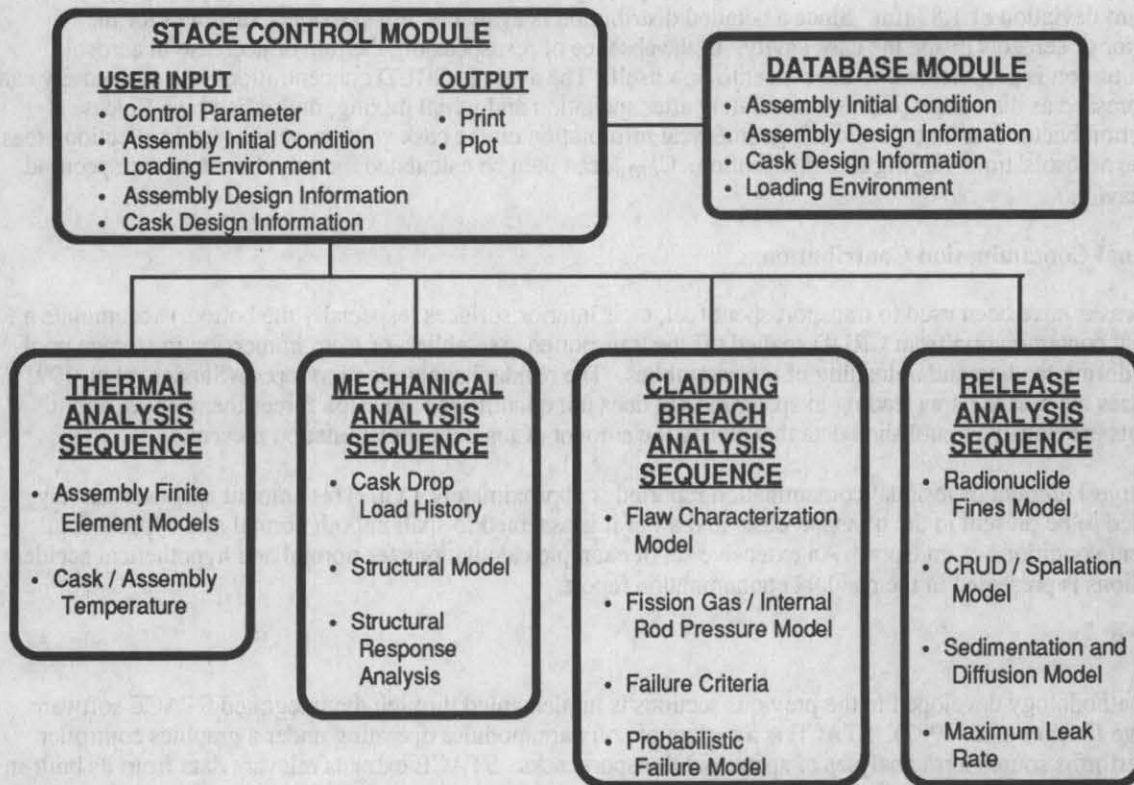 STACE CONTROL MODULE
USER INPUT
• Control Parameter
• Assembly Initial Condition
• Loading Environment
• Assembly Design Information
• Cask Design Information
OUTPUT
• Print
• Plot
DATABASE MODULE
• Assembly Initial Condition
• Assembly Design Information
• Cask Design Information
• Loading Environment
THERMAL
ANALYSIS
SEQUENCE
• Assembly Finite
Element Models
• Cask / Assembly
Temperature
MECHANICAL
ANALYSIS
SEQUENCE
• Cask Drop
Load History
• Structural Model
• Structural
Response
Analysis
CLADDING
BREACH
ANALYSIS
SEQUENCE
• Flaw Characterization
Model
• Fission Gas / Internal
Rod Pressure Model
• Failure Criteria
• Probabilistic
Failure Model
RELEASE
ANALYSIS
SEQUENCE
• Radionuclide
Fines Model
• CRUD / Spallation
Model
• Sedimentation and
Diffusion Model
• Maximum Leak
Rate